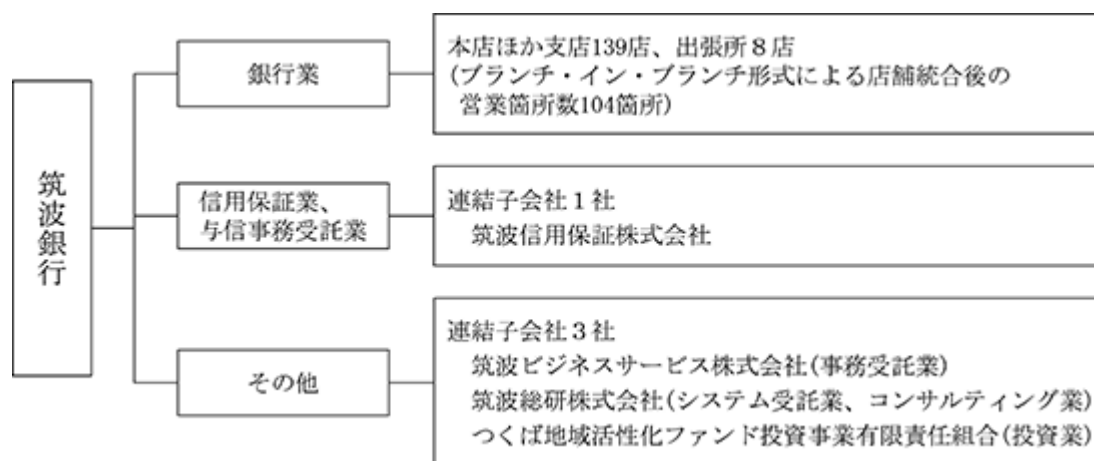 筑波銀行
銀行業
本店ほか支店139店、出張所8店
(ブランチ・イン・ブランチ形式による店舗統合後の
営業箇所数104箇所)
信用保証業、
与信事務受託業
連結子会社1社
筑波信用保証株式会社
その他
連結子会社3社
筑波ビジネスサービス株式会社(事務受託業)
筑波総研株式会社(システム受託業、コンサルティング業)
つくば地域活性化ファンド投資事業有限責任組合(投資業)